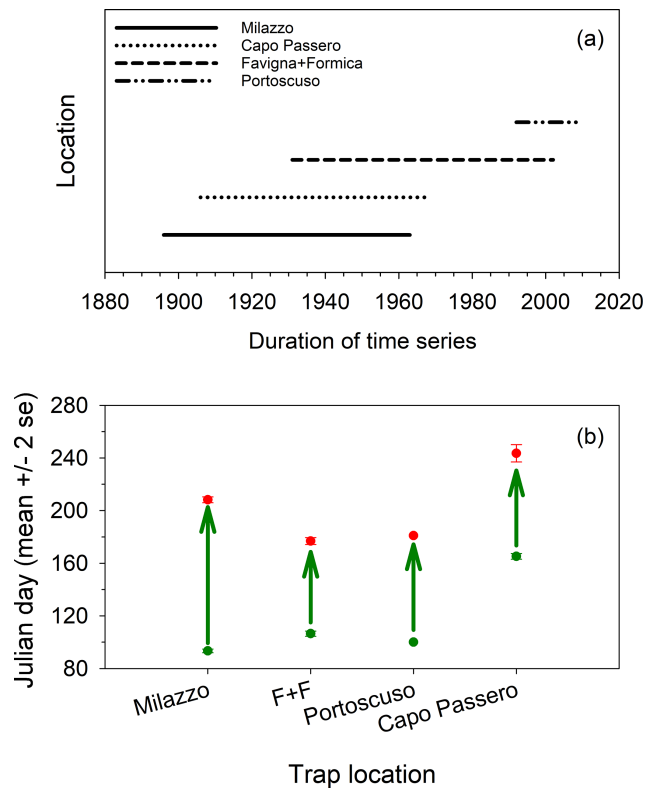 (a)
Milazzo
Capo Passero
Favigna+Formica
Portoscuso
Location
1880 1900 1920 1940 1960 1980 2000 2020
Duration of time series
(b)
Julian day (mean +/- 2 se)
280
240
200
160
120
80
Milazzo F+F Portoscuso Capo Passero
Trap location